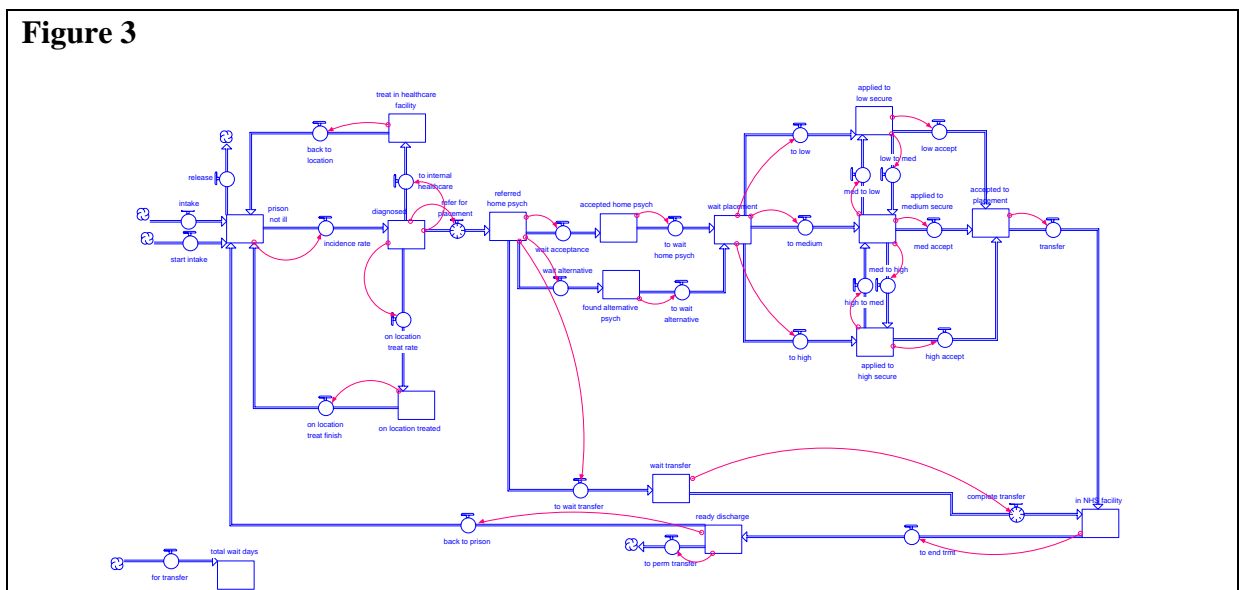 Figure 3
treat in healthcare
facility
applied to
low secure
back to
location
to low
low accept
release
to internal
healthcare
low to med
med to low
intake
prison
not ill
diagnosed
refer for
placement
referred
home psych
accepted home psych
wait placement
applied to
medium secure
accepted to
placement
start intake
incidence rate
wait acceptance
to wait
home psych
to medium
med accept
transfer
wait alternative
med to high
found alternative
psych
to wait
alternative
high to med
on location
treat rate
to high
applied to
high secure
high accept
on location
treat finish
on location treated
wait transfer
complete transfer
in NHS facility
to wait transfer
ready discharge
back to prison
to perm transfer
to end trmt
total wait days
for transfer